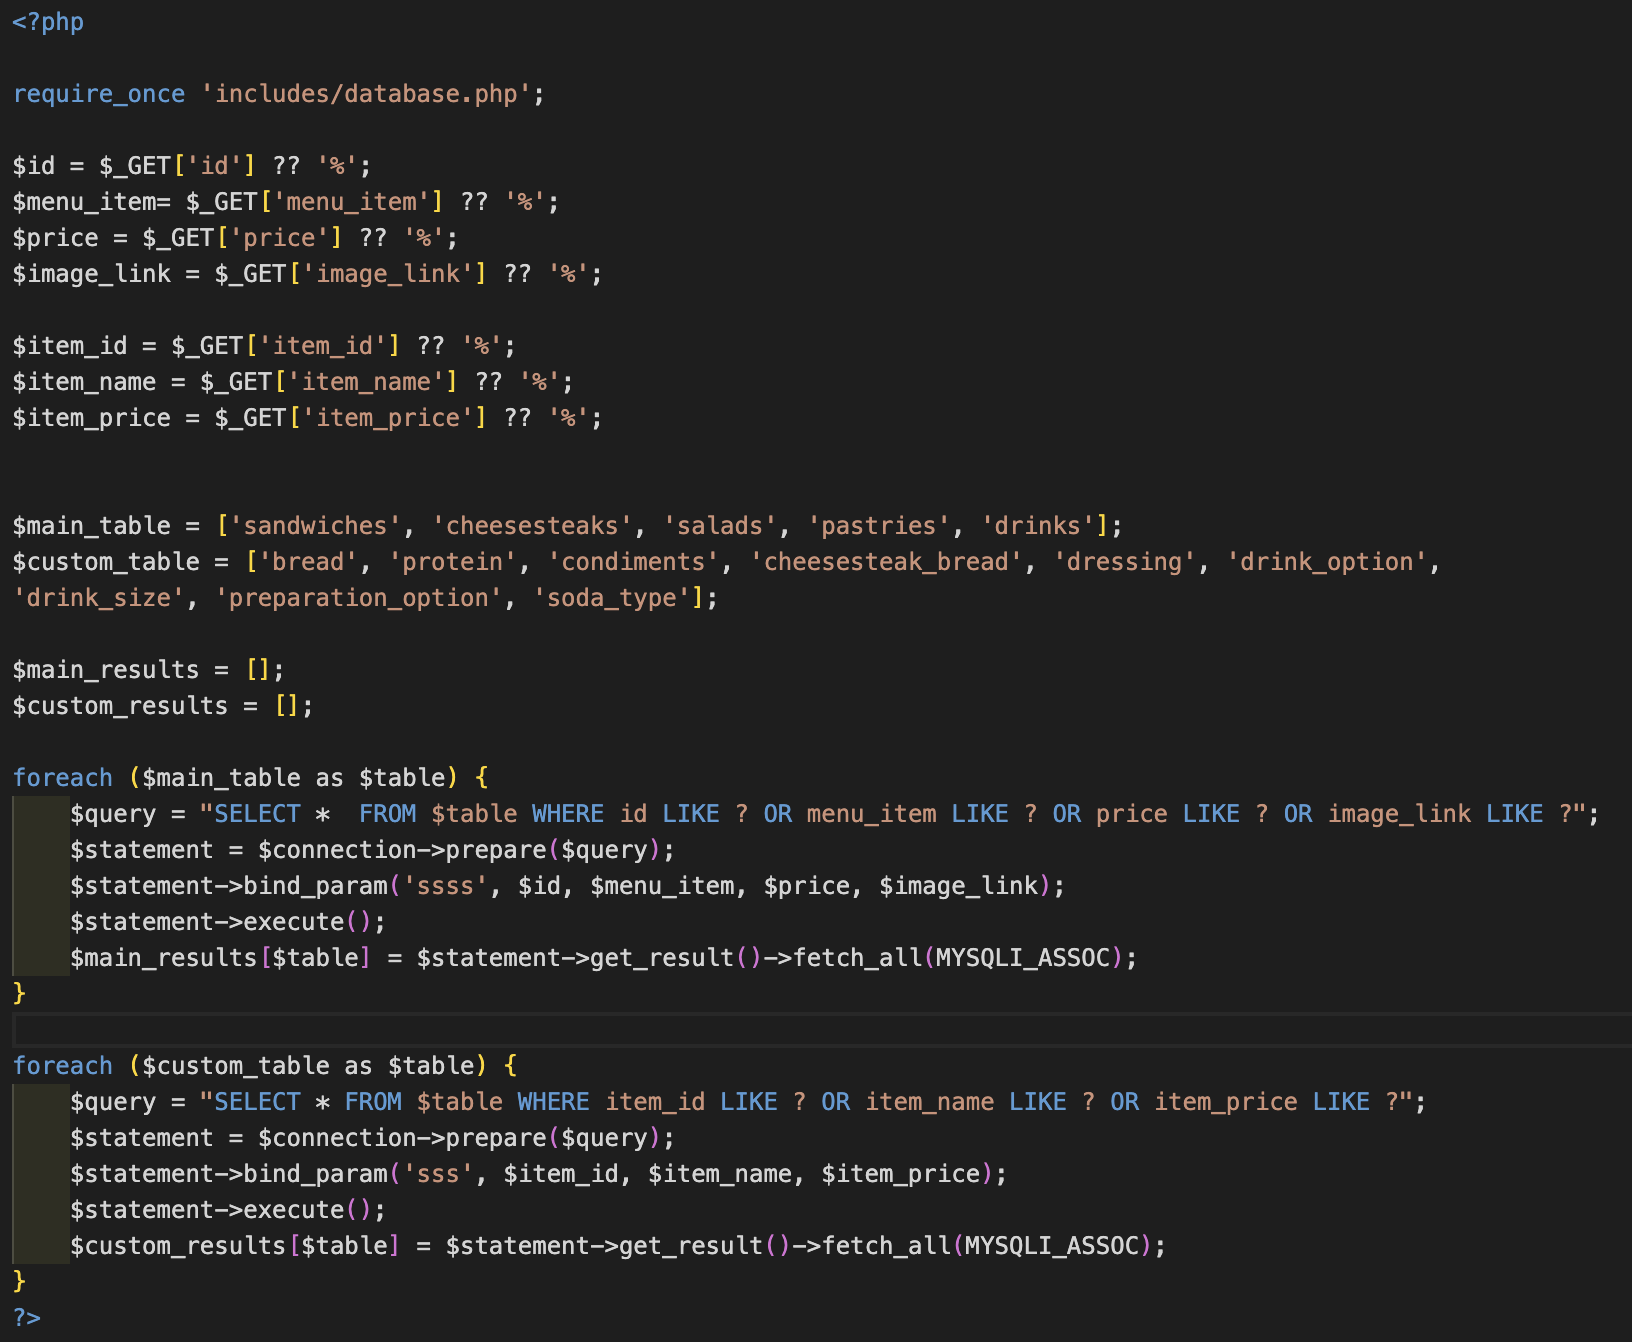 <?php
require_once 'includes/database.php';
$id = $_GET['id'] ?? '%';
$menu_item= $_GET['menu_item'] ?? '%';
$price = $_GET['price'] ?? '%';
$image_link = $_GET['image_link'] ?? '%';
$item_id = $_GET['item_id'] ?? '%';
$item_name = $_GET['item_name'] ?? '%';
$item_price = $_GET['item_price'] ?? '%';
$main_table = ['sandwiches', 'cheesesteaks', 'salads', 'pastries', 'drinks'];
$custom_table = ['bread', 'protein', 'condiments', 'cheesesteak_bread', 'dressing', 'drink_option',
'drink_size', 'preparation_option', 'soda_type'];
$main_results = [];
$custom_results = [];
foreach ($main_table as $table) {
    $query = "SELECT *  FROM $table WHERE id LIKE ? OR menu_item LIKE ? OR price LIKE ? OR image_link LIKE ?";
    $statement = $connection->prepare($query);
    $statement->bind_param('ssss', $id, $menu_item, $price, $image_link);
    $statement->execute();
    $main_results[$table] = $statement->get_result()->fetch_all(MYSQLI_ASSOC);
}
foreach ($custom_table as $table) {
    $query = "SELECT * FROM $table WHERE item_id LIKE ? OR item_name LIKE ? OR item_price LIKE ?";
    $statement = $connection->prepare($query);
    $statement->bind_param('sss', $item_id, $item_name, $item_price);
    $statement->execute();
    $custom_results[$table] = $statement->get_result()->fetch_all(MYSQLI_ASSOC);
}
?>